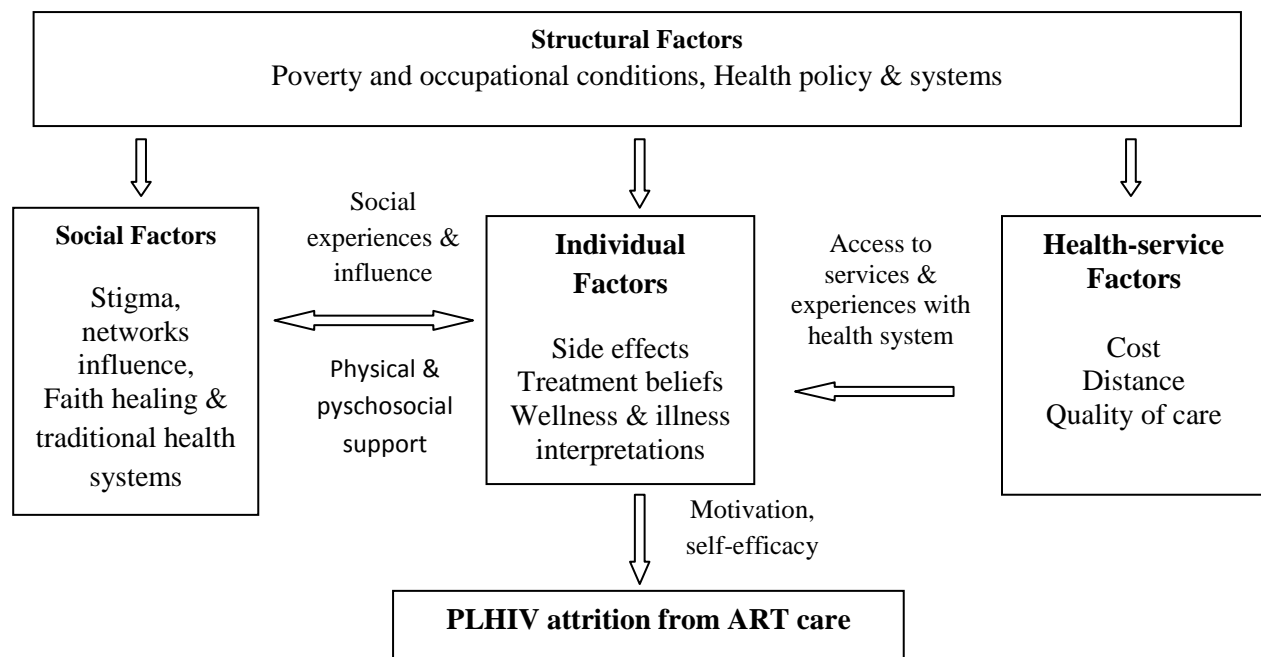 Structural Factors
Poverty and occupational conditions, Health policy & systems
Social Factors
Stigma,
networks
influence,
Faith healing &
traditional health
systems
Social
experiences &
influence
Physical &
pyschosocial
support
Individual
Factors
Side effects
Treatment beliefs
Wellness & illness
interpretations
Access to
services &
experiences with
health system
Health-service
Factors
Cost
Distance
Quality of care
Motivation,
self-efficacy
PLHIV attrition from ART care